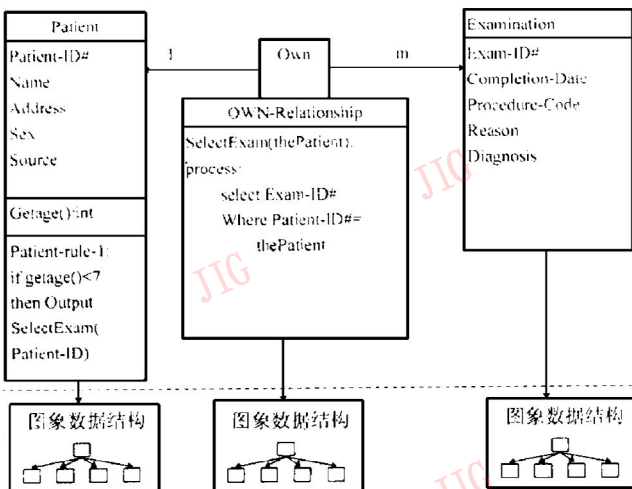 Patient
Patient-ID#
Name
Address
Sex
Source
Getage():int
Patient-rule-1:
if getage()<7
then Output
SelectExam(
Patient-ID)
1
Own
m
OWN-Relationship
SelectExam(thePatient):
process:
select Exam-ID#
Where Patient-ID#=
thePatient
Examination
Exam-ID#
Completion-Date
Procedure-Code
Reason
Diagnosis
JIG
JIG
图象数据结构
图象数据结构
图象数据结构
JIG